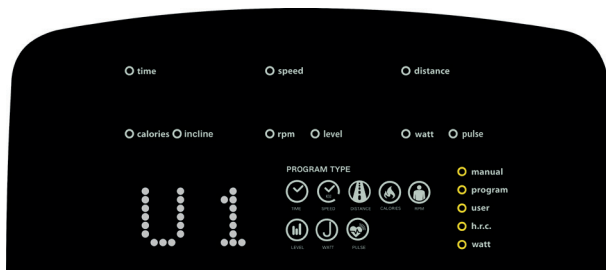 time speed distance
calories incline rpm level watt pulse
PROGRAM TYPE
TIME SPEED DISTANCE CALORIES RPM
LEVEL WATT PULSE
manual
program
user
h.r.c.
watt
U1